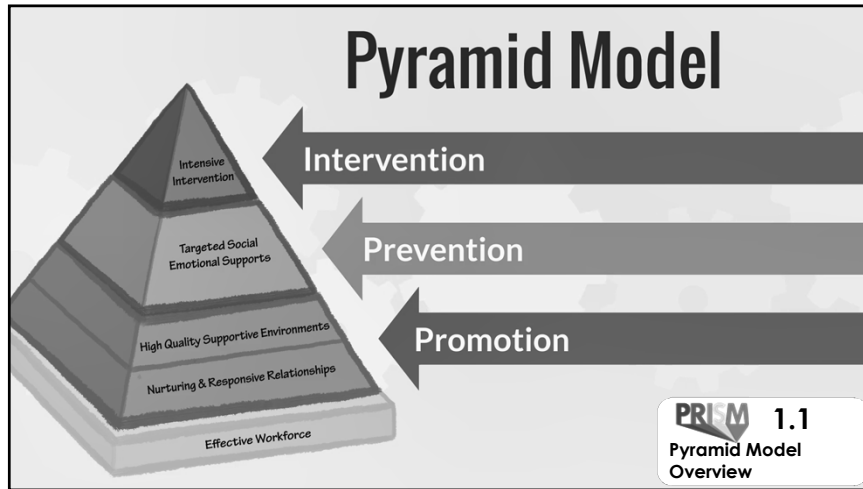 Pyramid Model
Intensive
Intervention
Intervention
Targeted Social
Emotional Supports
Prevention
High Quality Supportive Environments
Promotion
Nurturing & Responsive Relationships
Effective Workforce
PRISM 1.1
Pyramid Model
Overview